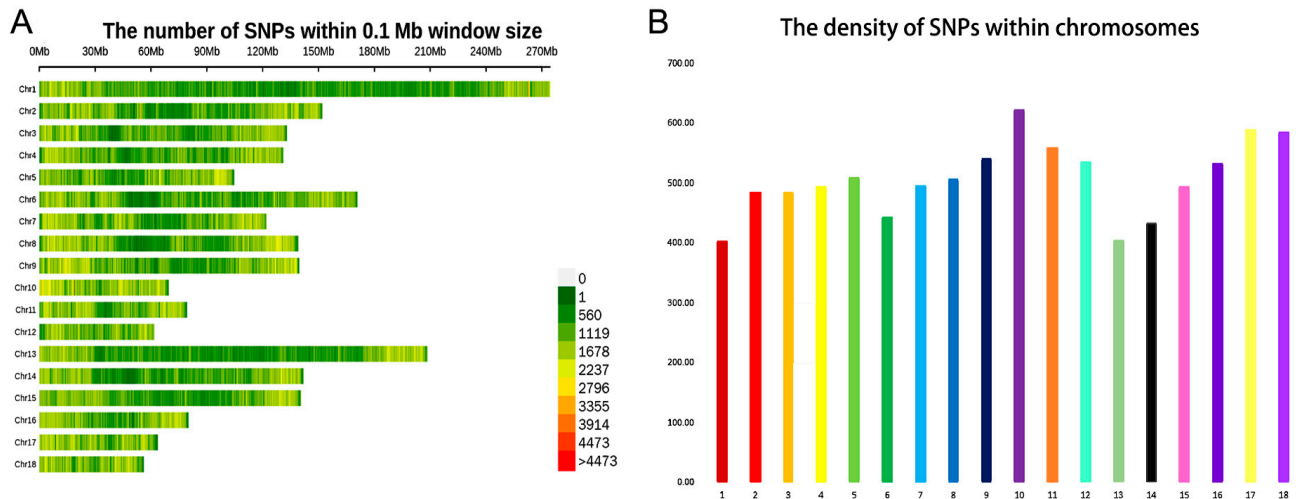 A
The number of SNPs within 0.1 Mb window size
0Mb 30Mb 60Mb 90Mb 120Mb 150Mb 180Mb 210Mb 240Mb 270Mb
Chr1
Chr2
Chr3
Chr4
Chr5
Chr6
Chr7
Chr8
Chr9
Chr10
Chr11
Chr12
Chr13
Chr14
Chr15
Chr16
Chr17
Chr18
0
1
560
1119
1678
2237
2796
3355
3914
4473
>4473
B
The density of SNPs within chromosomes
700.00
600.00
500.00
400.00
300.00
200.00
100.00
0.00
1 2 3 4 5 6 7 8 9 10 11 12 13 14 15 16 17 18